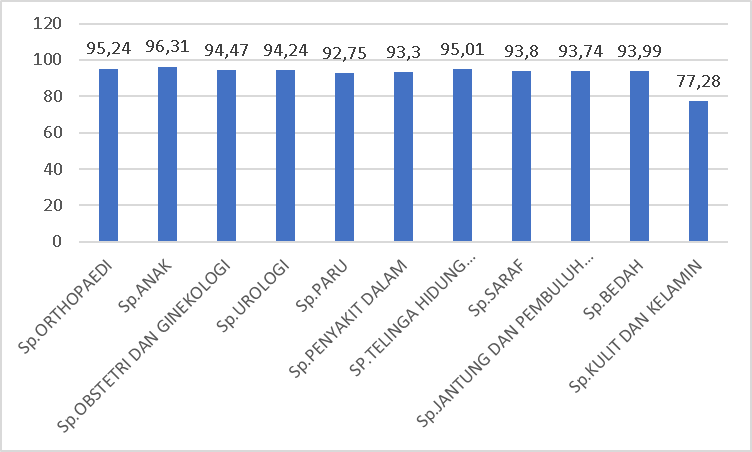 120
100
80
60
40
20
0
95,24
96,31
94,47
94,24
92,75
93,3
95,01
93,8
93,74
93,99
77,28
Sp.ORTHOPAEDI
Sp.ANAK
Sp.OBSTETRI DAN GINEKOLOGI
Sp.UROLOGI
Sp.PARU
Sp.PENYAKIT DALAM
SP.TELINGA HIDUNG...
Sp.SARAF
Sp.JANTUNG DAN PEMBULUH...
Sp.BEDAH
Sp.KULIT DAN KELAMIN